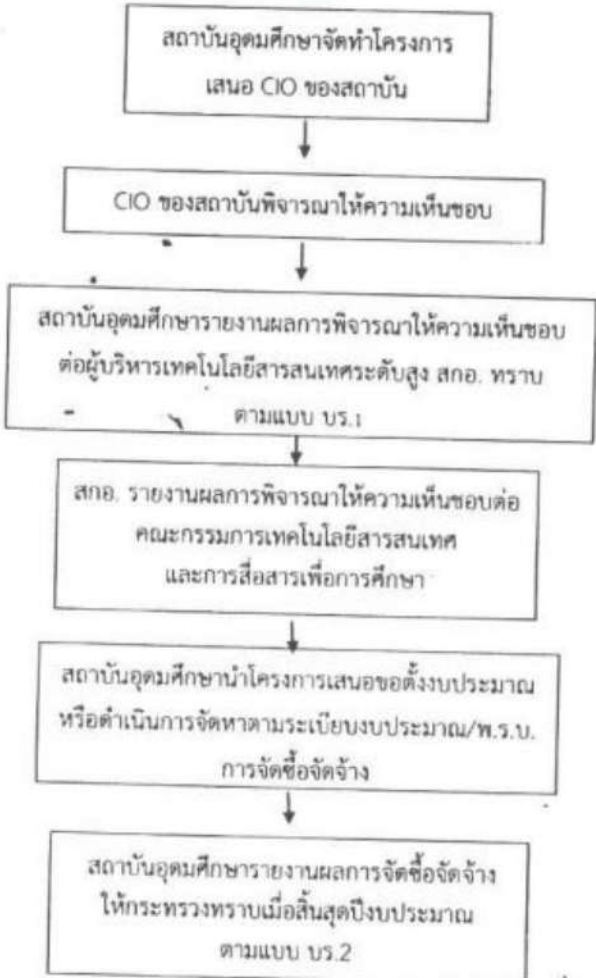 สถาบันอุดมศึกษาจัดทำโครงการ
เสนอ CIO ของสถาบัน
CIO ของสถาบันพิจารณาให้ความเห็นชอบ
สถาบันอุดมศึกษารายงานผลการพิจารณาให้ความเห็นชอบ
ต่อผู้บริหารเทคโนโลยีสารสนเทศระดับสูง สกอ. ทราบ
ตามแบบ บร.1
สกอ. รายงานผลการพิจารณาให้ความเห็นชอบต่อ
คณะกรรมการเทคโนโลยีสารสนเทศ
และการสื่อสารเพื่อการศึกษา
สถาบันอุดมศึกษานำโครงการเสนอขอตั้งงบประมาณ
หรือดำเนินการจัดหาตามระเบียบงบประมาณ/พ.ร.บ.
การจัดซื้อจัดจ้าง
สถาบันอุดมศึกษารายงานผลการจัดซื้อจัดจ้าง
ให้กระทรวงทราบเมื่อสิ้นสุดปีงบประมาณ
ตามแบบ บร.2